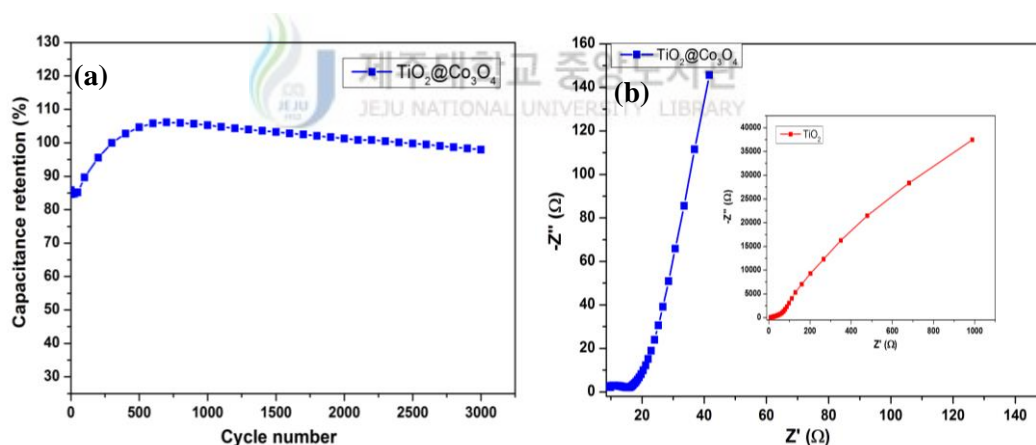 제주대학교 중앙도서관
JEJU NATIONAL UNIVERSITY LIBRARY
JEJU
1952
(a)
TiO₂@Co₃O₄
Capacitance retention (%)
130
120
110
100
90
80
70
60
50
40
30
0 500 1000 1500 2000 2500 3000
Cycle number
(b)
TiO₂@Co₃O₄
-Z'' (Ω)
160
140
120
100
80
60
40
20
0
20 40 60 80 100 120 140
Z' (Ω)
TiO₂
-Z'' (Ω)
40000
35000
30000
25000
20000
15000
10000
5000
0
0 200 400 600 800 1000
Z' (Ω)